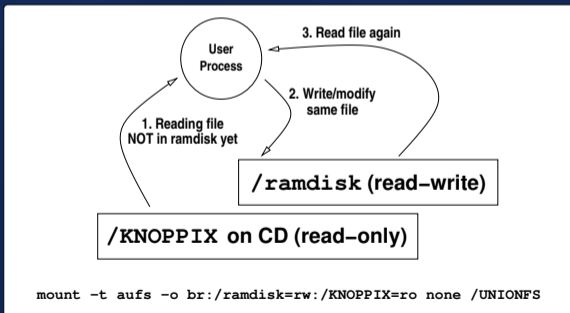 3. Read file again
User
Process
2. Write/modify
same file
1. Reading file
NOT in ramdisk yet
/ramdisk (read−write)
/KNOPPIX on CD (read−only)
mount −t aufs −o br:/ramdisk=rw:/KNOPPIX=ro none /UNIONFS